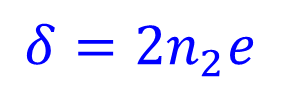 δ = 2n₂e